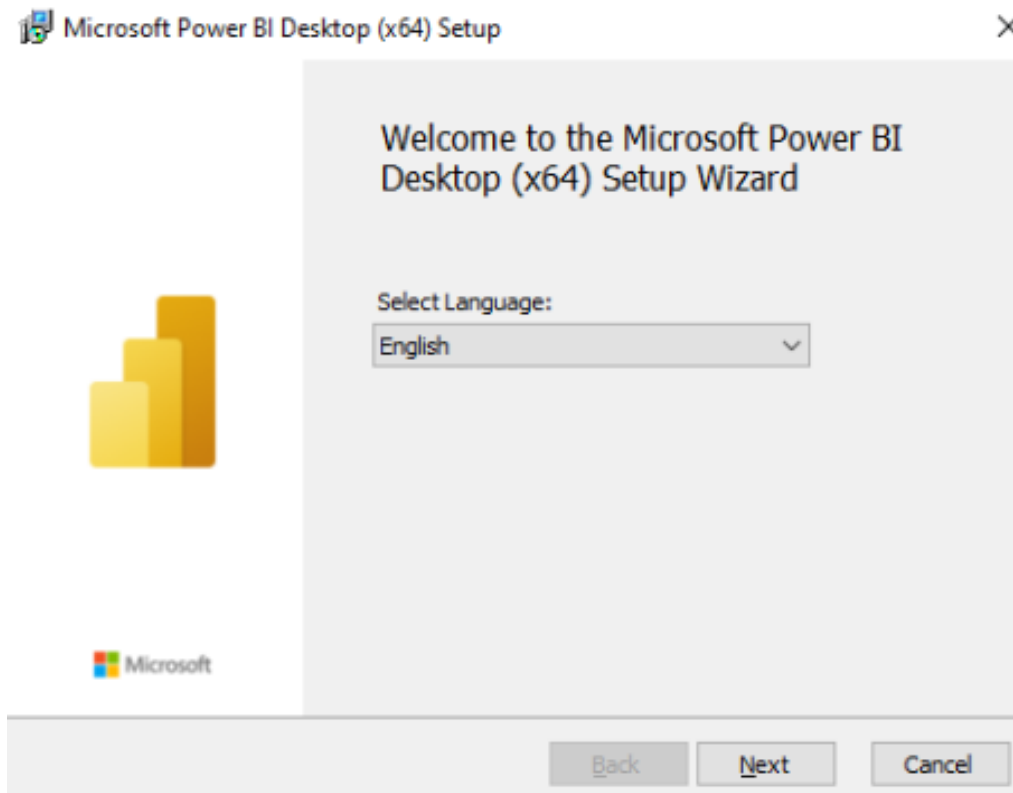 Microsoft Power BI Desktop (x64) Setup
Welcome to the Microsoft Power BI
Desktop (x64) Setup Wizard
Select Language:
English
Microsoft
Back
Next
Cancel